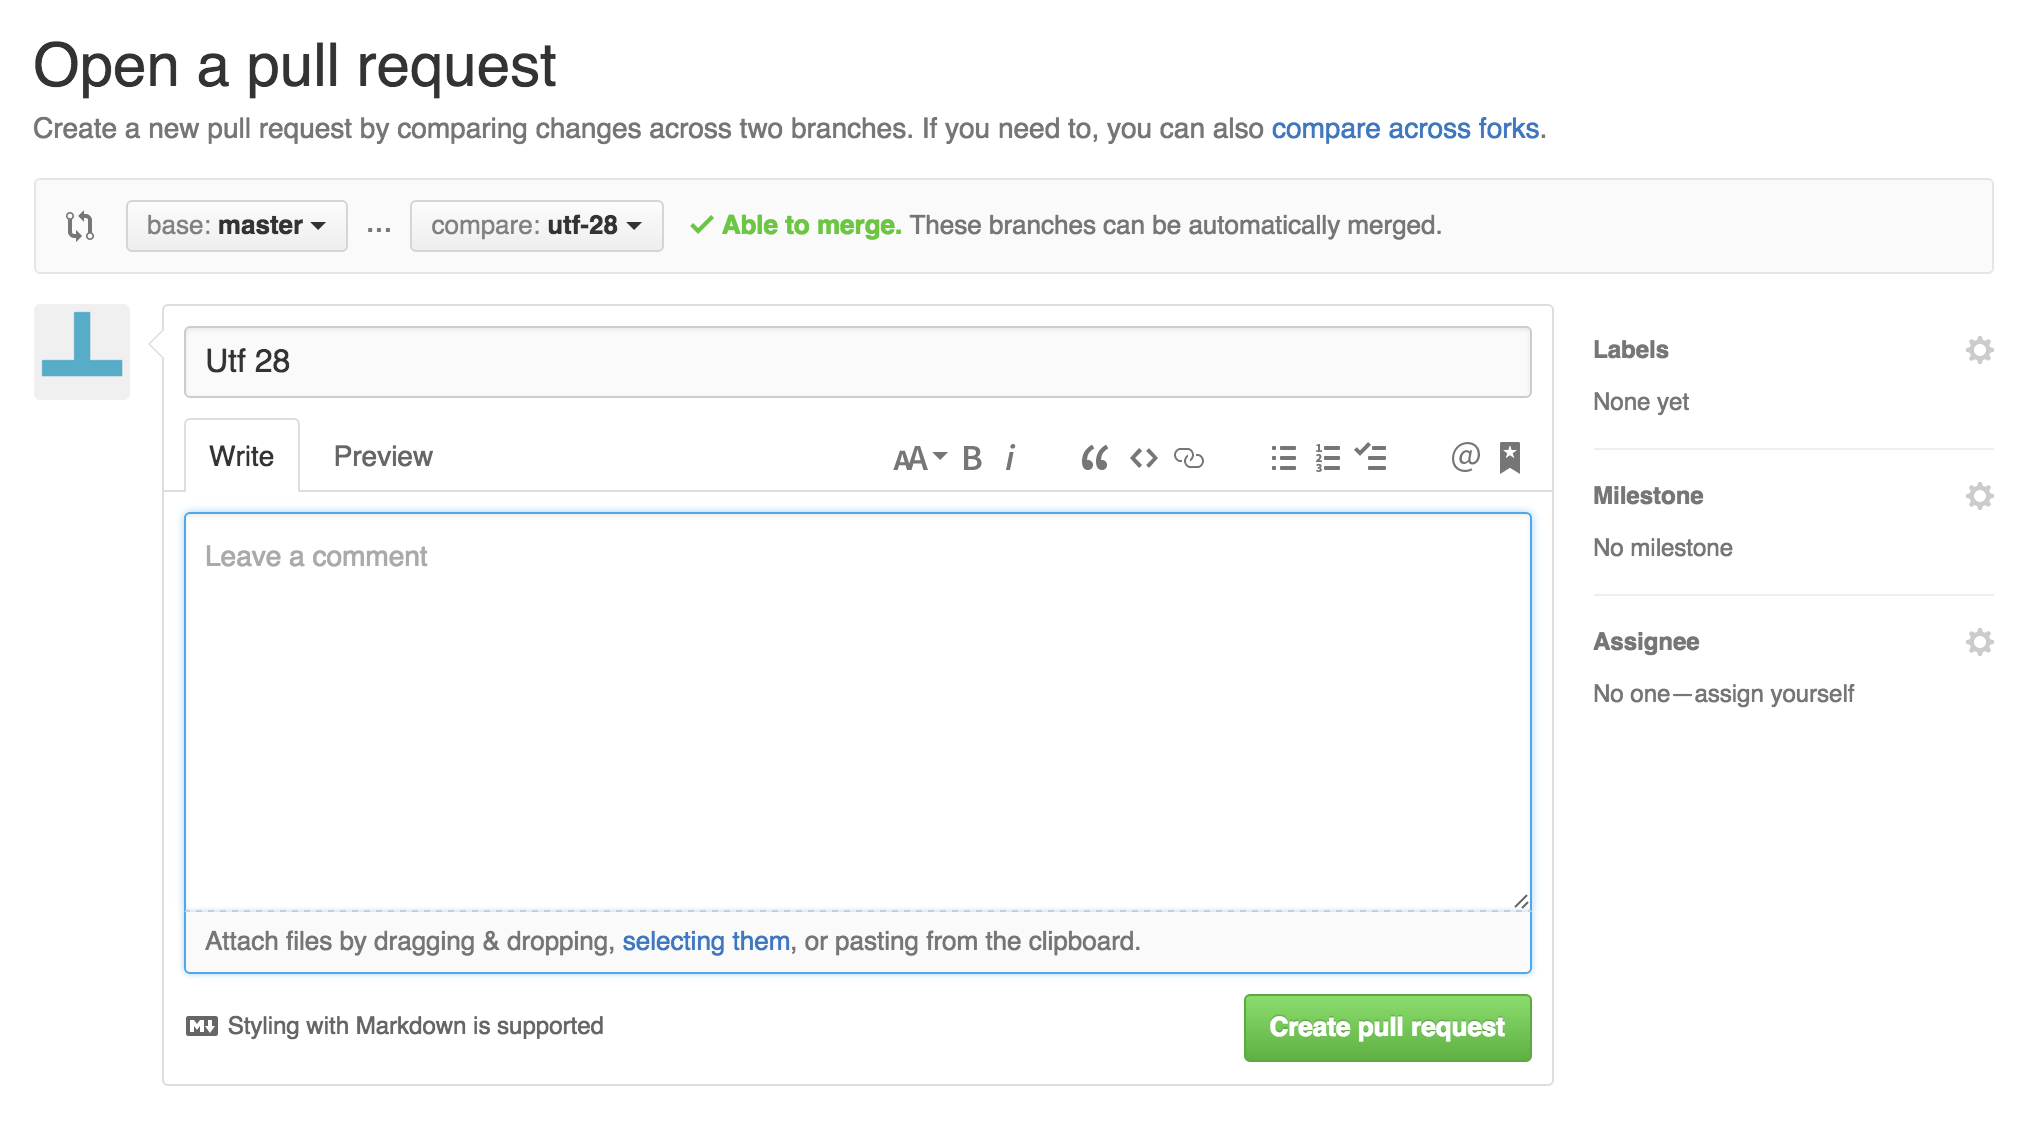 Open a pull request
Create a new pull request by comparing changes across two branches. If you need to, you can also compare across forks.
base: master ... compare: utf-28 Able to merge. These branches can be automatically merged.
Utf 28
Write Preview AA B i “ <> @
Leave a comment
Attach files by dragging & dropping, selecting them, or pasting from the clipboard.
M Styling with Markdown is supported
Create pull request
Labels
None yet
Milestone
No milestone
Assignee
No one—assign yourself